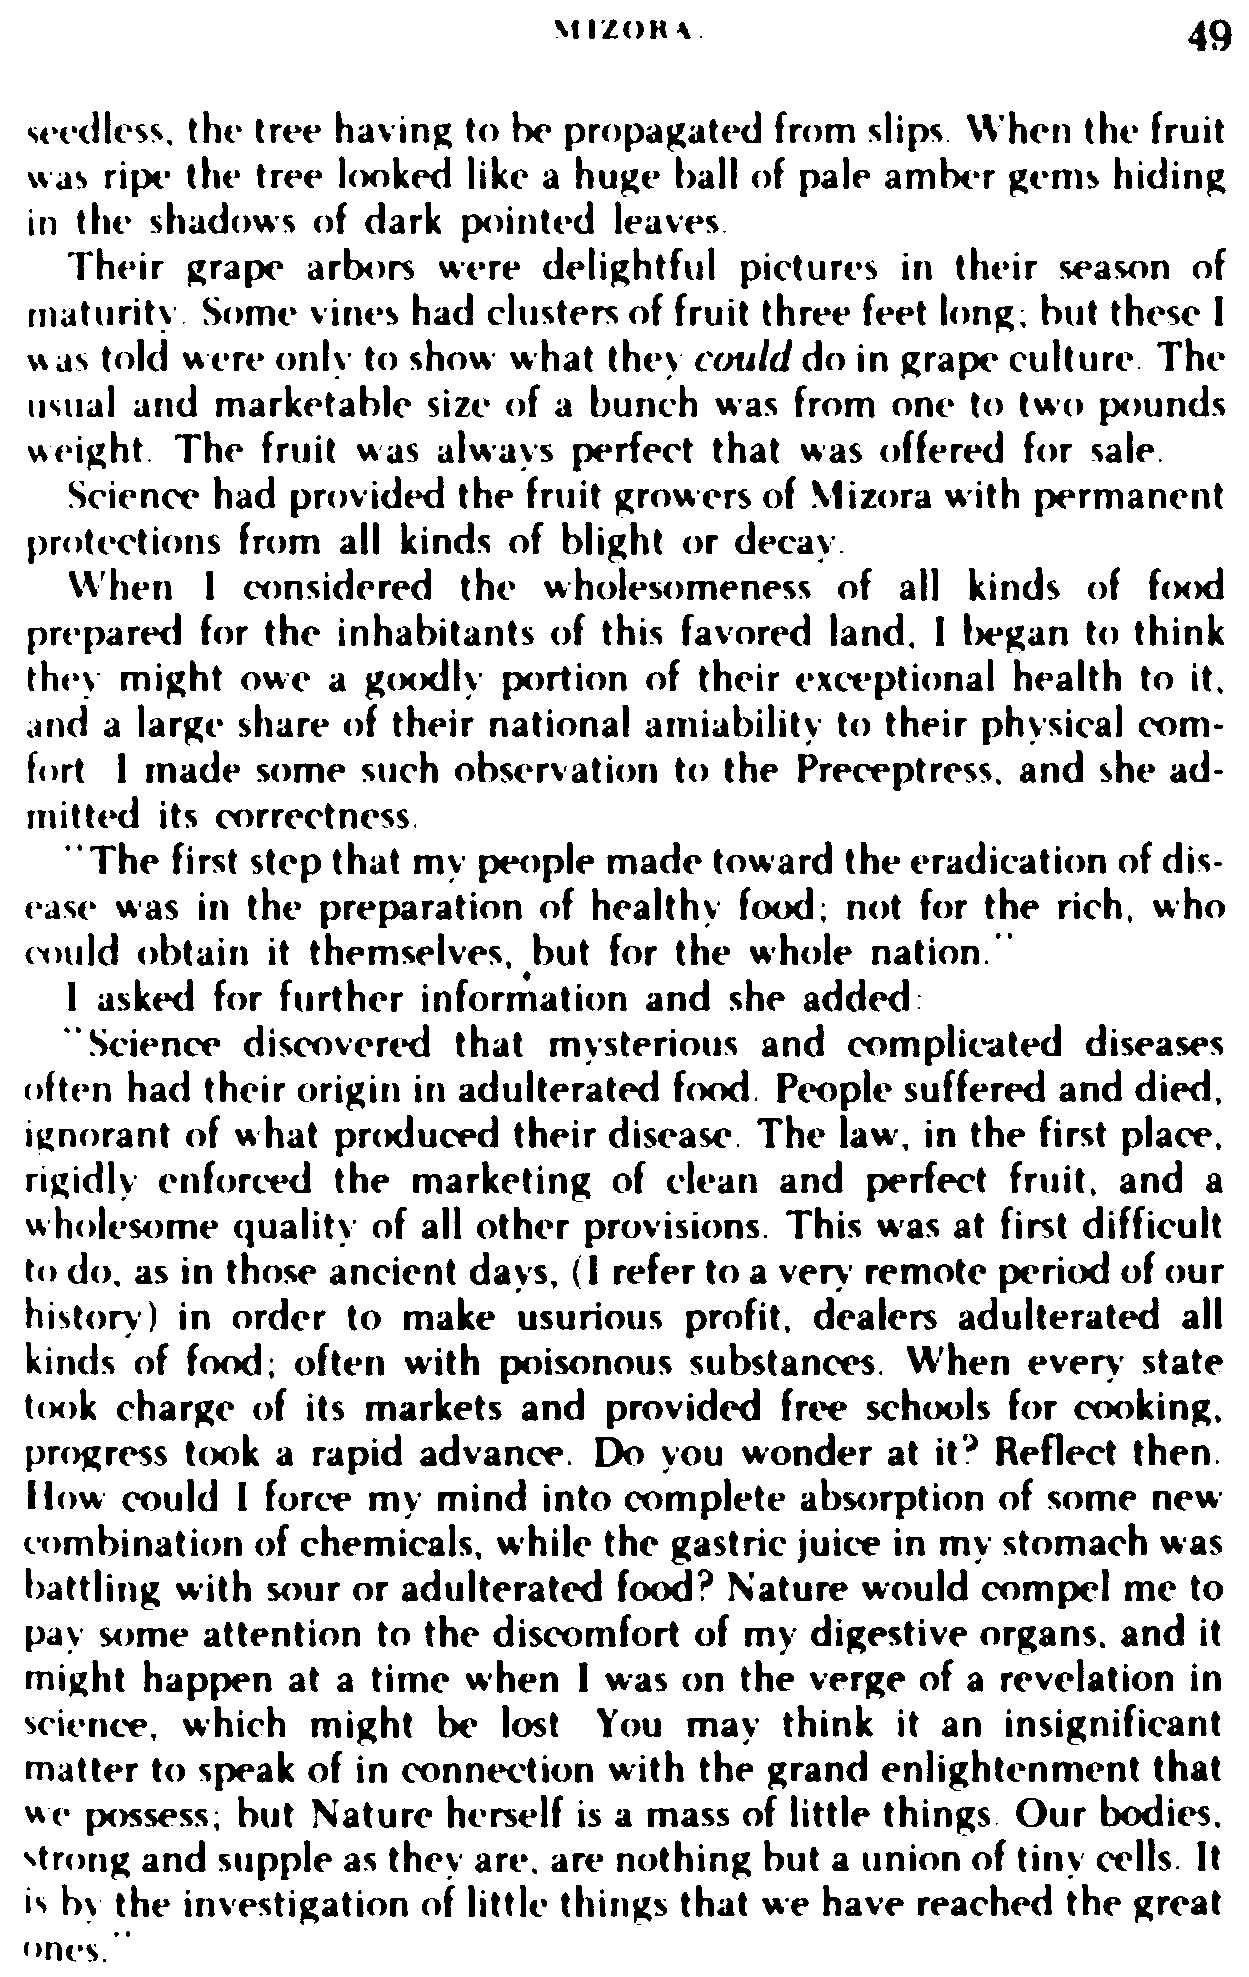 MIZORA.
49
seedless, the tree having to be propagated from slips. When the fruit
was ripe the tree looked like a huge ball of pale amber gems hiding
in the shadows of dark pointed leaves.
Their grape arbors were delightful pictures in their season of
maturity. Some vines had clusters of fruit three feet long; but these I
was told were only to show what they could do in grape culture. The
usual and marketable size of a bunch was from one to two pounds
weight. The fruit was always perfect that was offered for sale.
Science had provided the fruit growers of Mizora with permanent
protections from all kinds of blight or decay.
When I considered the wholesomeness of all kinds of food
prepared for the inhabitants of this favored land, I began to think
they might owe a goodly portion of their exceptional health to it,
and a large share of their national amiability to their physical com-
fort I made some such observation to the Preceptress, and she ad-
mitted its correctness.
"The first step that my people made toward the eradication of dis-
ease was in the preparation of healthy food; not for the rich, who
could obtain it themselves, but for the whole nation."
I asked for further information and she added:
"Science discovered that mysterious and complicated diseases
often had their origin in adulterated food. People suffered and died,
ignorant of what produced their disease. The law, in the first place,
rigidly enforced the marketing of clean and perfect fruit, and a
wholesome quality of all other provisions. This was at first difficult
to do, as in those ancient days, (I refer to a very remote period of our
history) in order to make usurious profit, dealers adulterated all
kinds of food; often with poisonous substances. When every state
took charge of its markets and provided free schools for cooking,
progress took a rapid advance. Do you wonder at it? Reflect then.
How could I force my mind into complete absorption of some new
combination of chemicals, while the gastric juice in my stomach was
battling with sour or adulterated food? Nature would compel me to
pay some attention to the discomfort of my digestive organs, and it
might happen at a time when I was on the verge of a revelation in
science, which might be lost You may think it an insignificant
matter to speak of in connection with the grand enlightenment that
we possess; but Nature herself is a mass of little things. Our bodies,
strong and supple as they are, are nothing but a union of tiny cells. It
is by the investigation of little things that we have reached the great
ones."